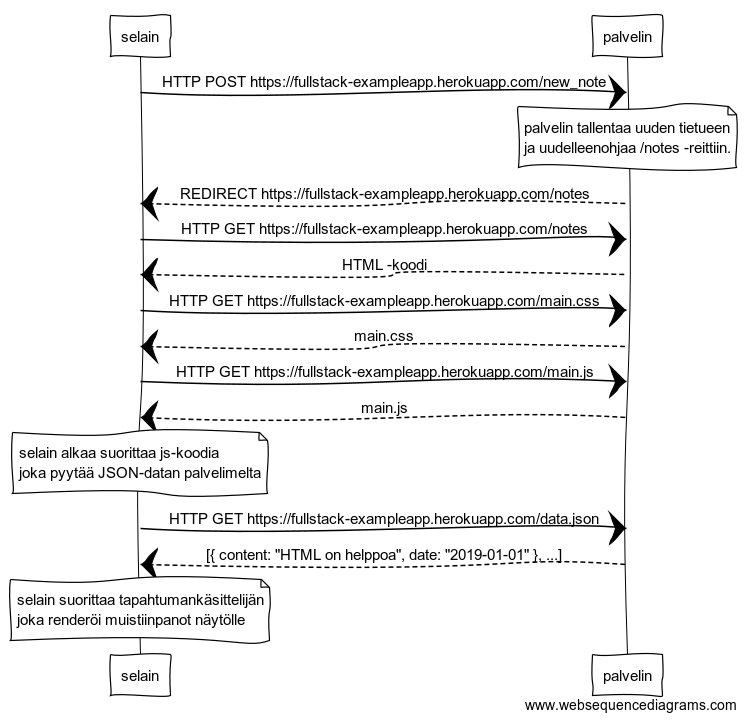 selain
palvelin
HTTP POST https://fullstack-exampleapp.herokuapp.com/new_note
palvelin tallentaa uuden tietueen
ja uudelleenohjaa /notes -reittiin.
REDIRECT https://fullstack-exampleapp.herokuapp.com/notes
HTTP GET https://fullstack-exampleapp.herokuapp.com/notes
HTML -koodi
HTTP GET https://fullstack-exampleapp.herokuapp.com/main.css
main.css
HTTP GET https://fullstack-exampleapp.herokuapp.com/main.js
main.js
selain alkaa suorittaa js-koodia
joka pyytää JSON-datan palvelimelta
HTTP GET https://fullstack-exampleapp.herokuapp.com/data.json
[{ content: "HTML on helppoa", date: "2019-01-01" }, ...]
selain suorittaa tapahtumankäsittelijän
joka renderöi muistiinpanot näytölle
selain
palvelin
www.websequencediagrams.com